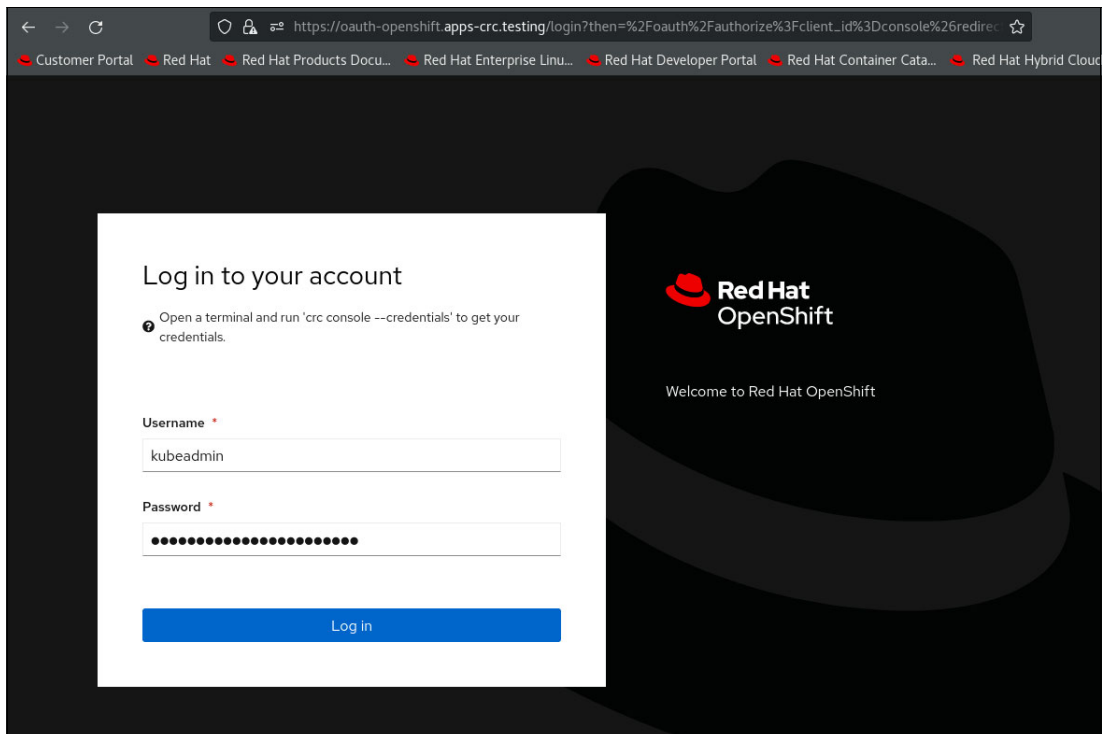 https://oauth-openshift.apps-crc.testing/login?then=%2Foauth%2Fauthorize%3Fclient_id%3Dconsole%26redirec
Customer Portal Red Hat Red Hat Products Docu... Red Hat Enterprise Linu... Red Hat Developer Portal Red Hat Container Cata... Red Hat Hybrid Cloud
Log in to your account
Open a terminal and run 'crc console --credentials' to get your
credentials.
Username *
kubeadmin
Password *
●●●●●●●●●●●●●●●●●●●●●●●
Log in
Red Hat
OpenShift
Welcome to Red Hat OpenShift